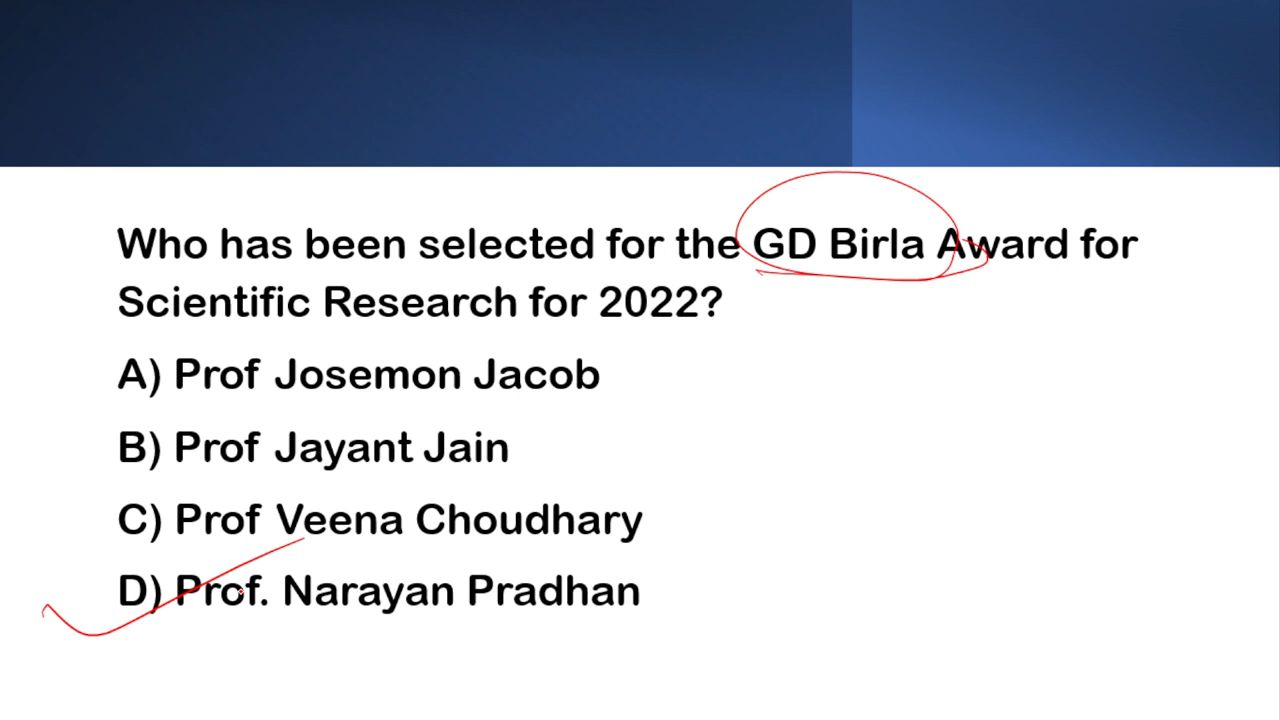 Who has been selected for the GD Birla Award for
Scientific Research for 2022?
A) Prof Josemon Jacob
B) Prof Jayant Jain
C) Prof Veena Choudhary
D) Prof. Narayan Pradhan